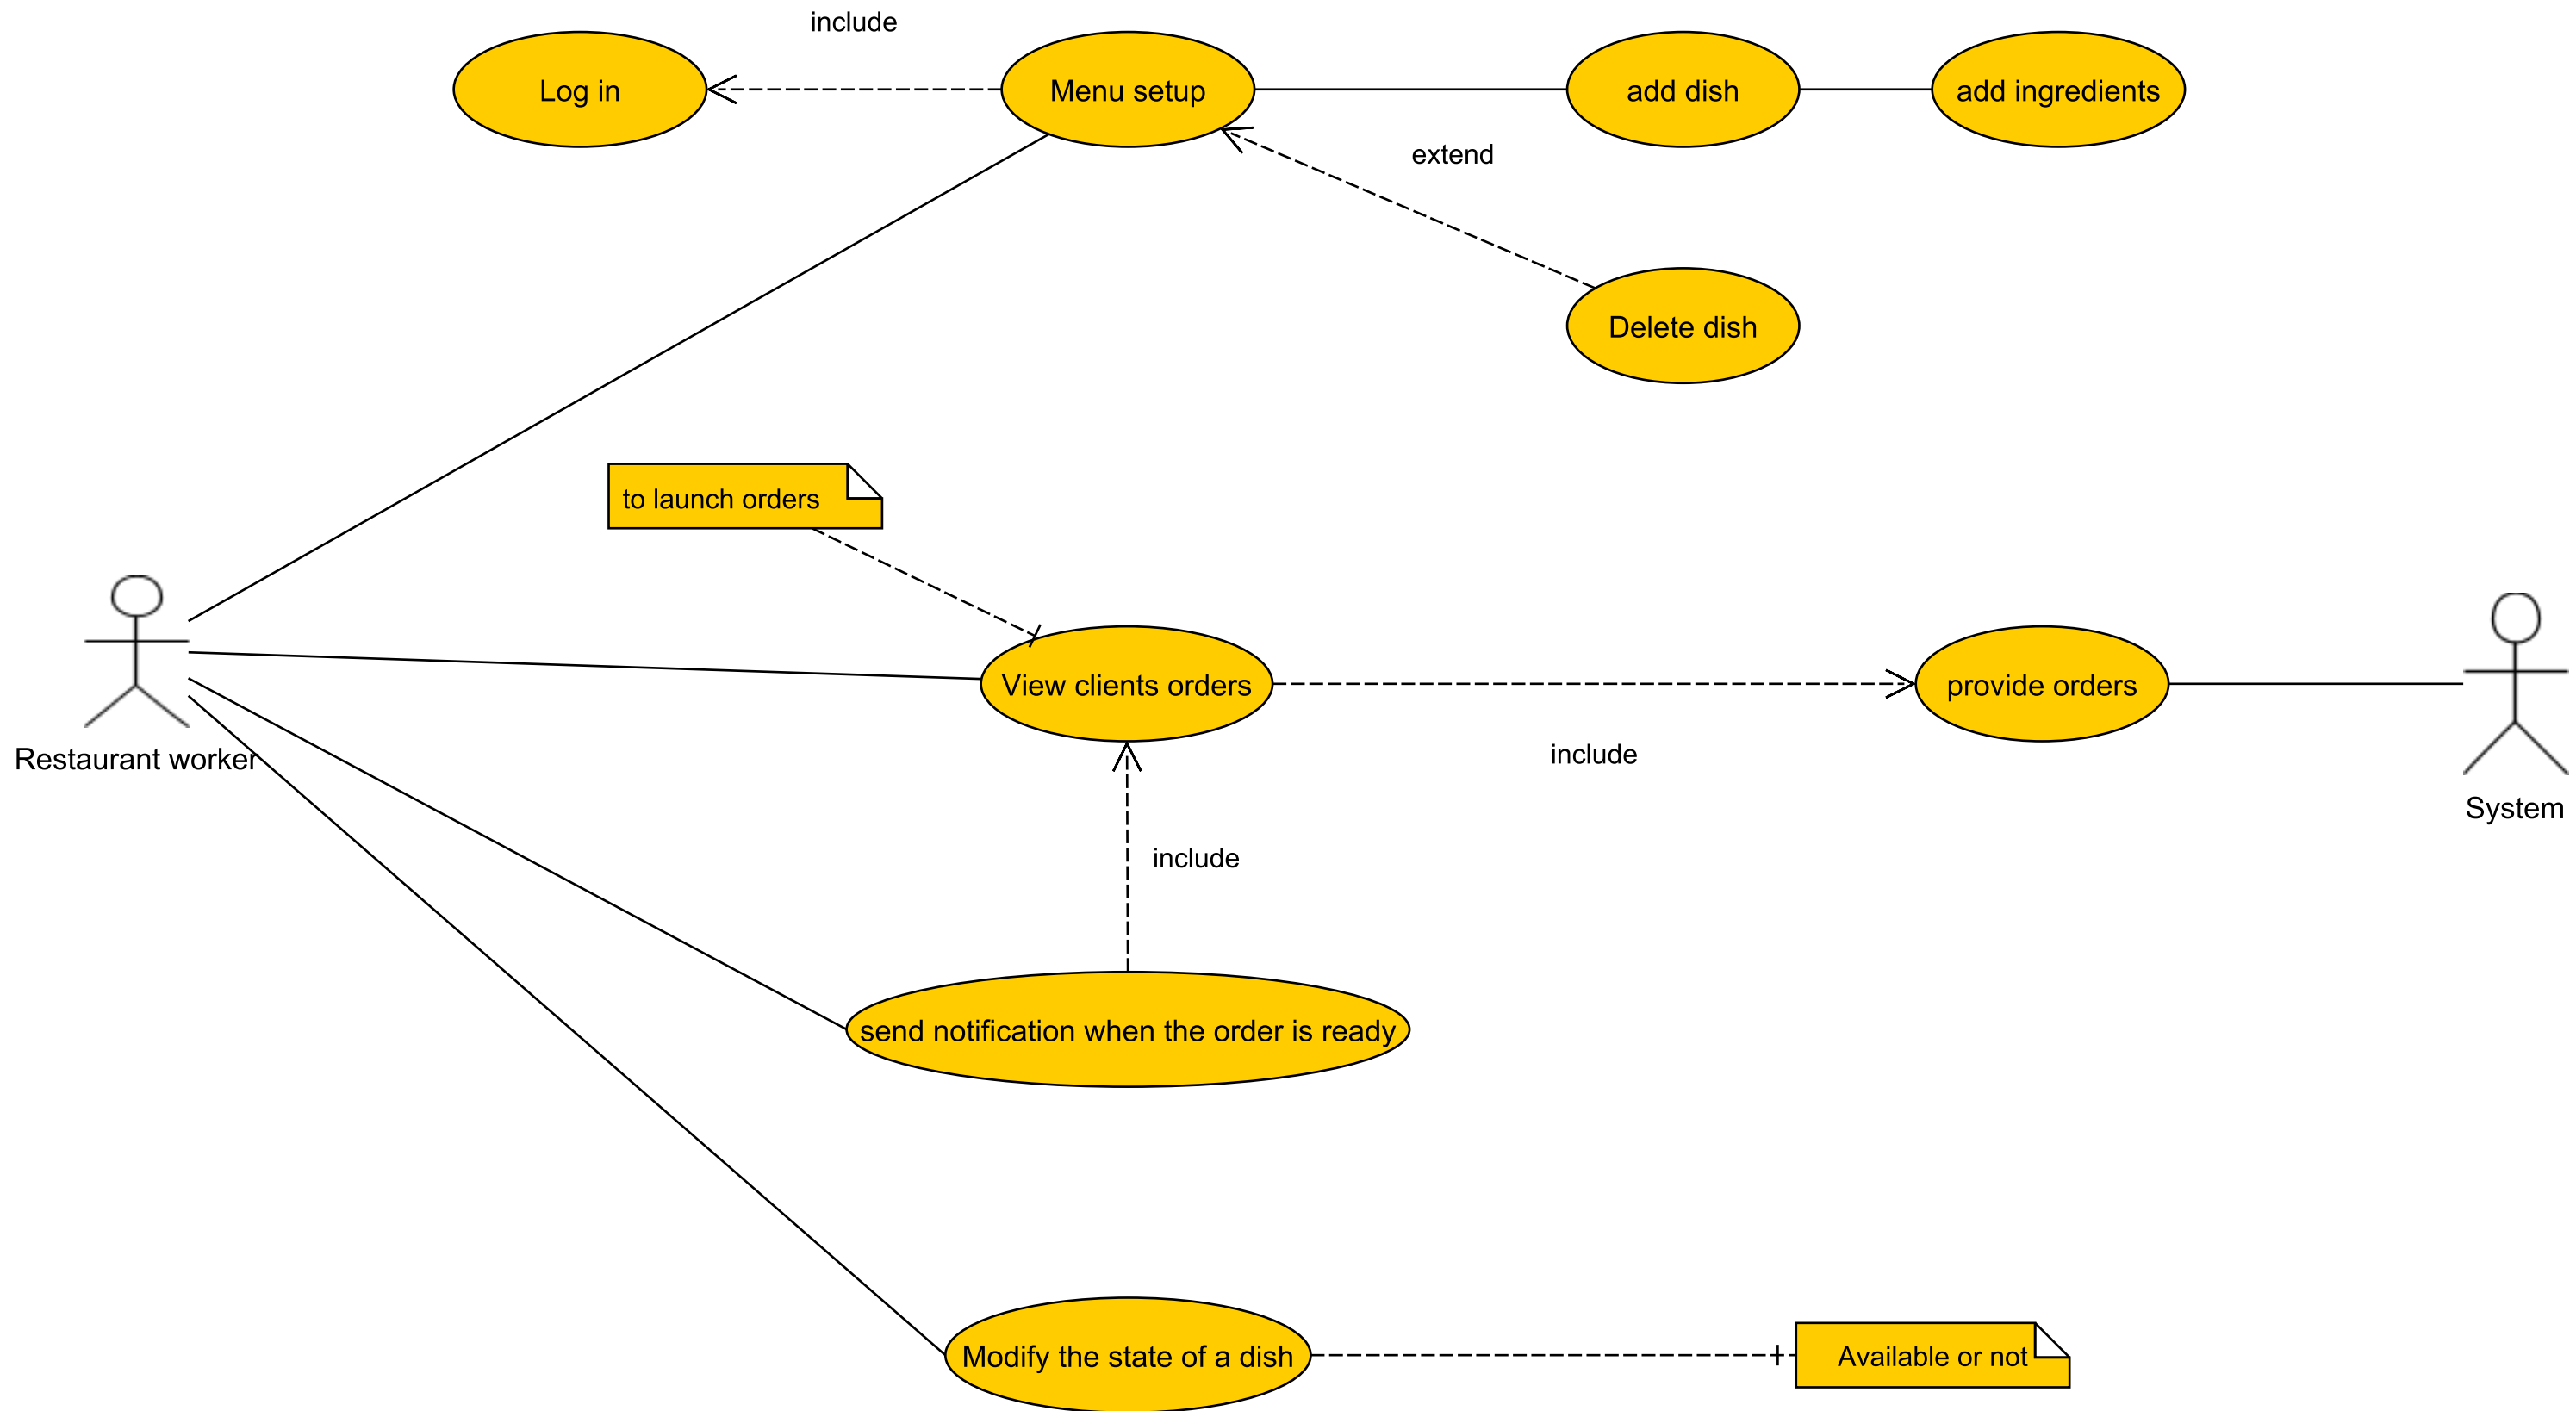 include
Log in
Menu setup
add dish
add ingredients
extend
Delete dish
to launch orders
View clients orders
provide orders
Restaurant worker
include
System
include
send notification when the order is ready
Modify the state of a dish
Available or not